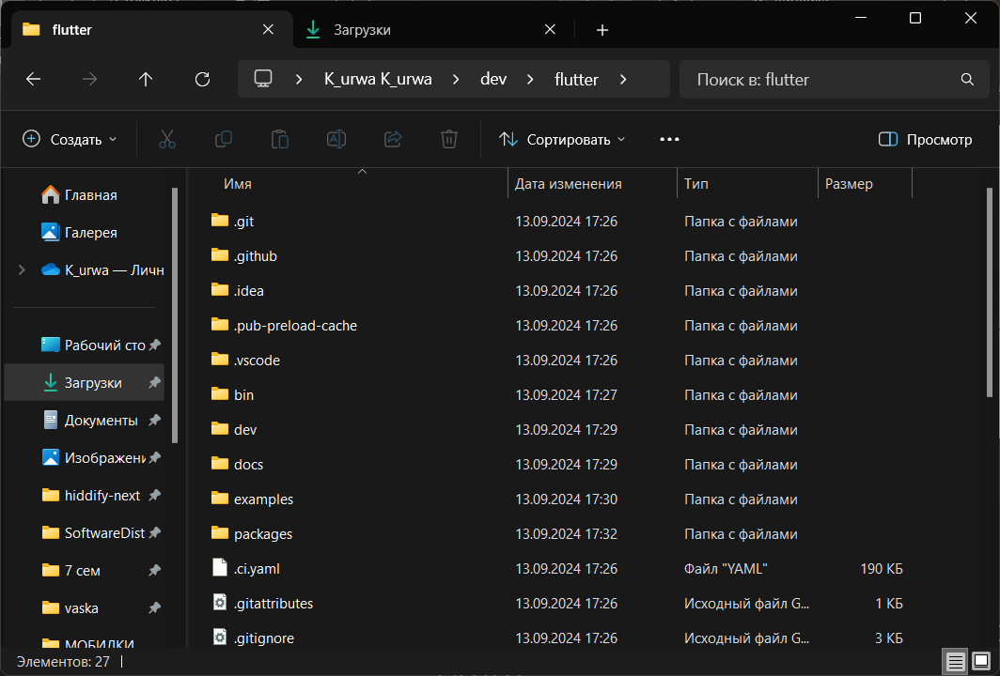 flutter
Загрузки
K_urwa K_urwa
dev
flutter
Поиск в: flutter
Создать
Сортировать
Просмотр
Главная
Галерея
K_urwa — Личн
Рабочий сто
Загрузки
Документы
Изображени
hiddify-next
SoftwareDist
7 сем
vaska
МОБИЛКИ
Имя Дата изменения Тип Размер
.git 13.09.2024 17:26 Папка с файлами
.github 13.09.2024 17:26 Папка с файлами
.idea 13.09.2024 17:26 Папка с файлами
.pub-preload-cache 13.09.2024 17:26 Папка с файлами
.vscode 13.09.2024 17:26 Папка с файлами
bin 13.09.2024 17:27 Папка с файлами
dev 13.09.2024 17:29 Папка с файлами
docs 13.09.2024 17:29 Папка с файлами
examples 13.09.2024 17:30 Папка с файлами
packages 13.09.2024 17:32 Папка с файлами
.ci.yaml 13.09.2024 17:26 Файл "YAML" 190 КБ
.gitattributes 13.09.2024 17:26 Исходный файл G... 1 КБ
.gitignore 13.09.2024 17:26 Исходный файл G... 3 КБ
Элементов: 27